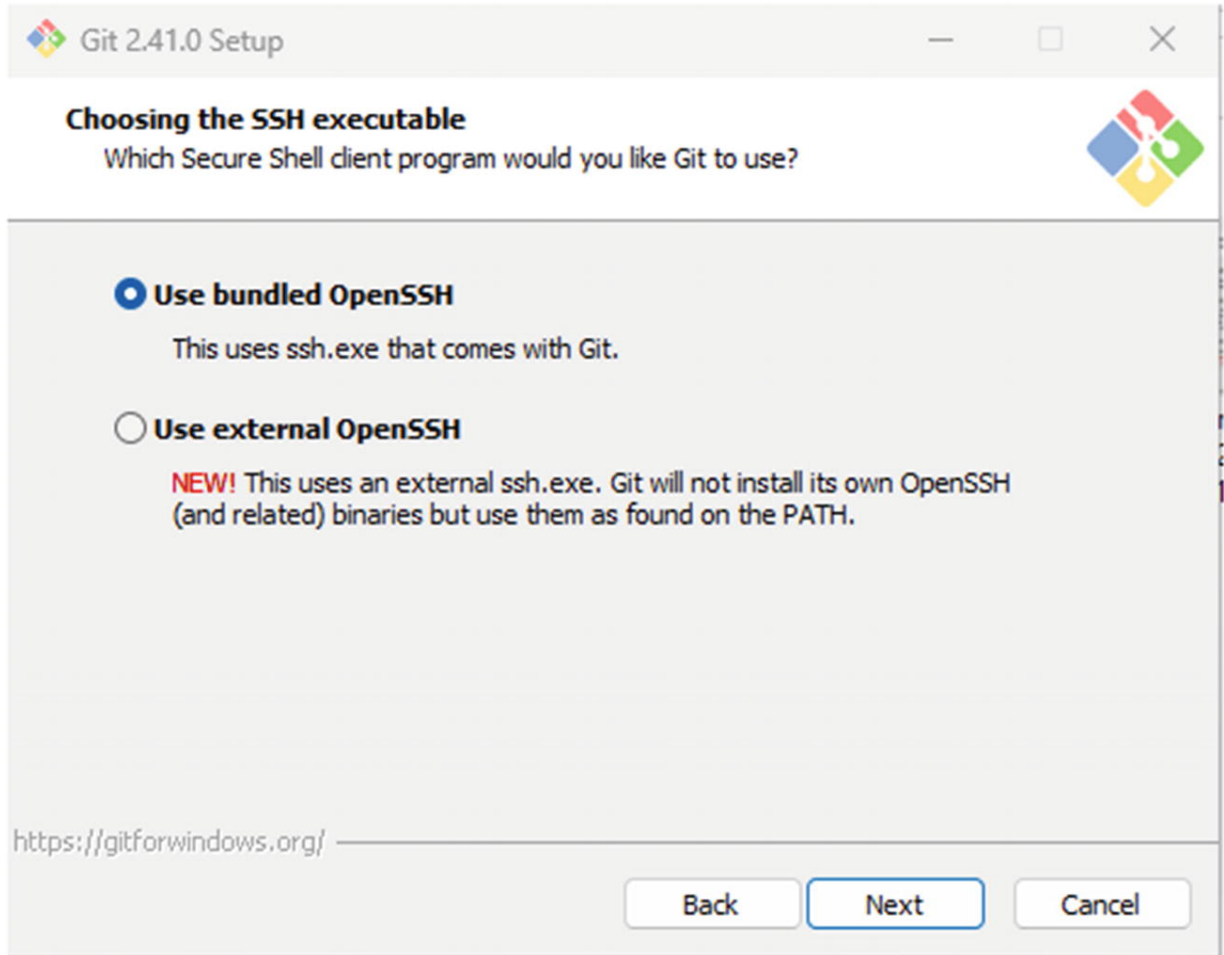 Git 2.41.0 Setup
Choosing the SSH executable
Which Secure Shell client program would you like Git to use?
Use bundled OpenSSH
This uses ssh.exe that comes with Git.
Use external OpenSSH
NEW! This uses an external ssh.exe. Git will not install its own OpenSSH
(and related) binaries but use them as found on the PATH.
https://gitforwindows.org/
Back Next Cancel